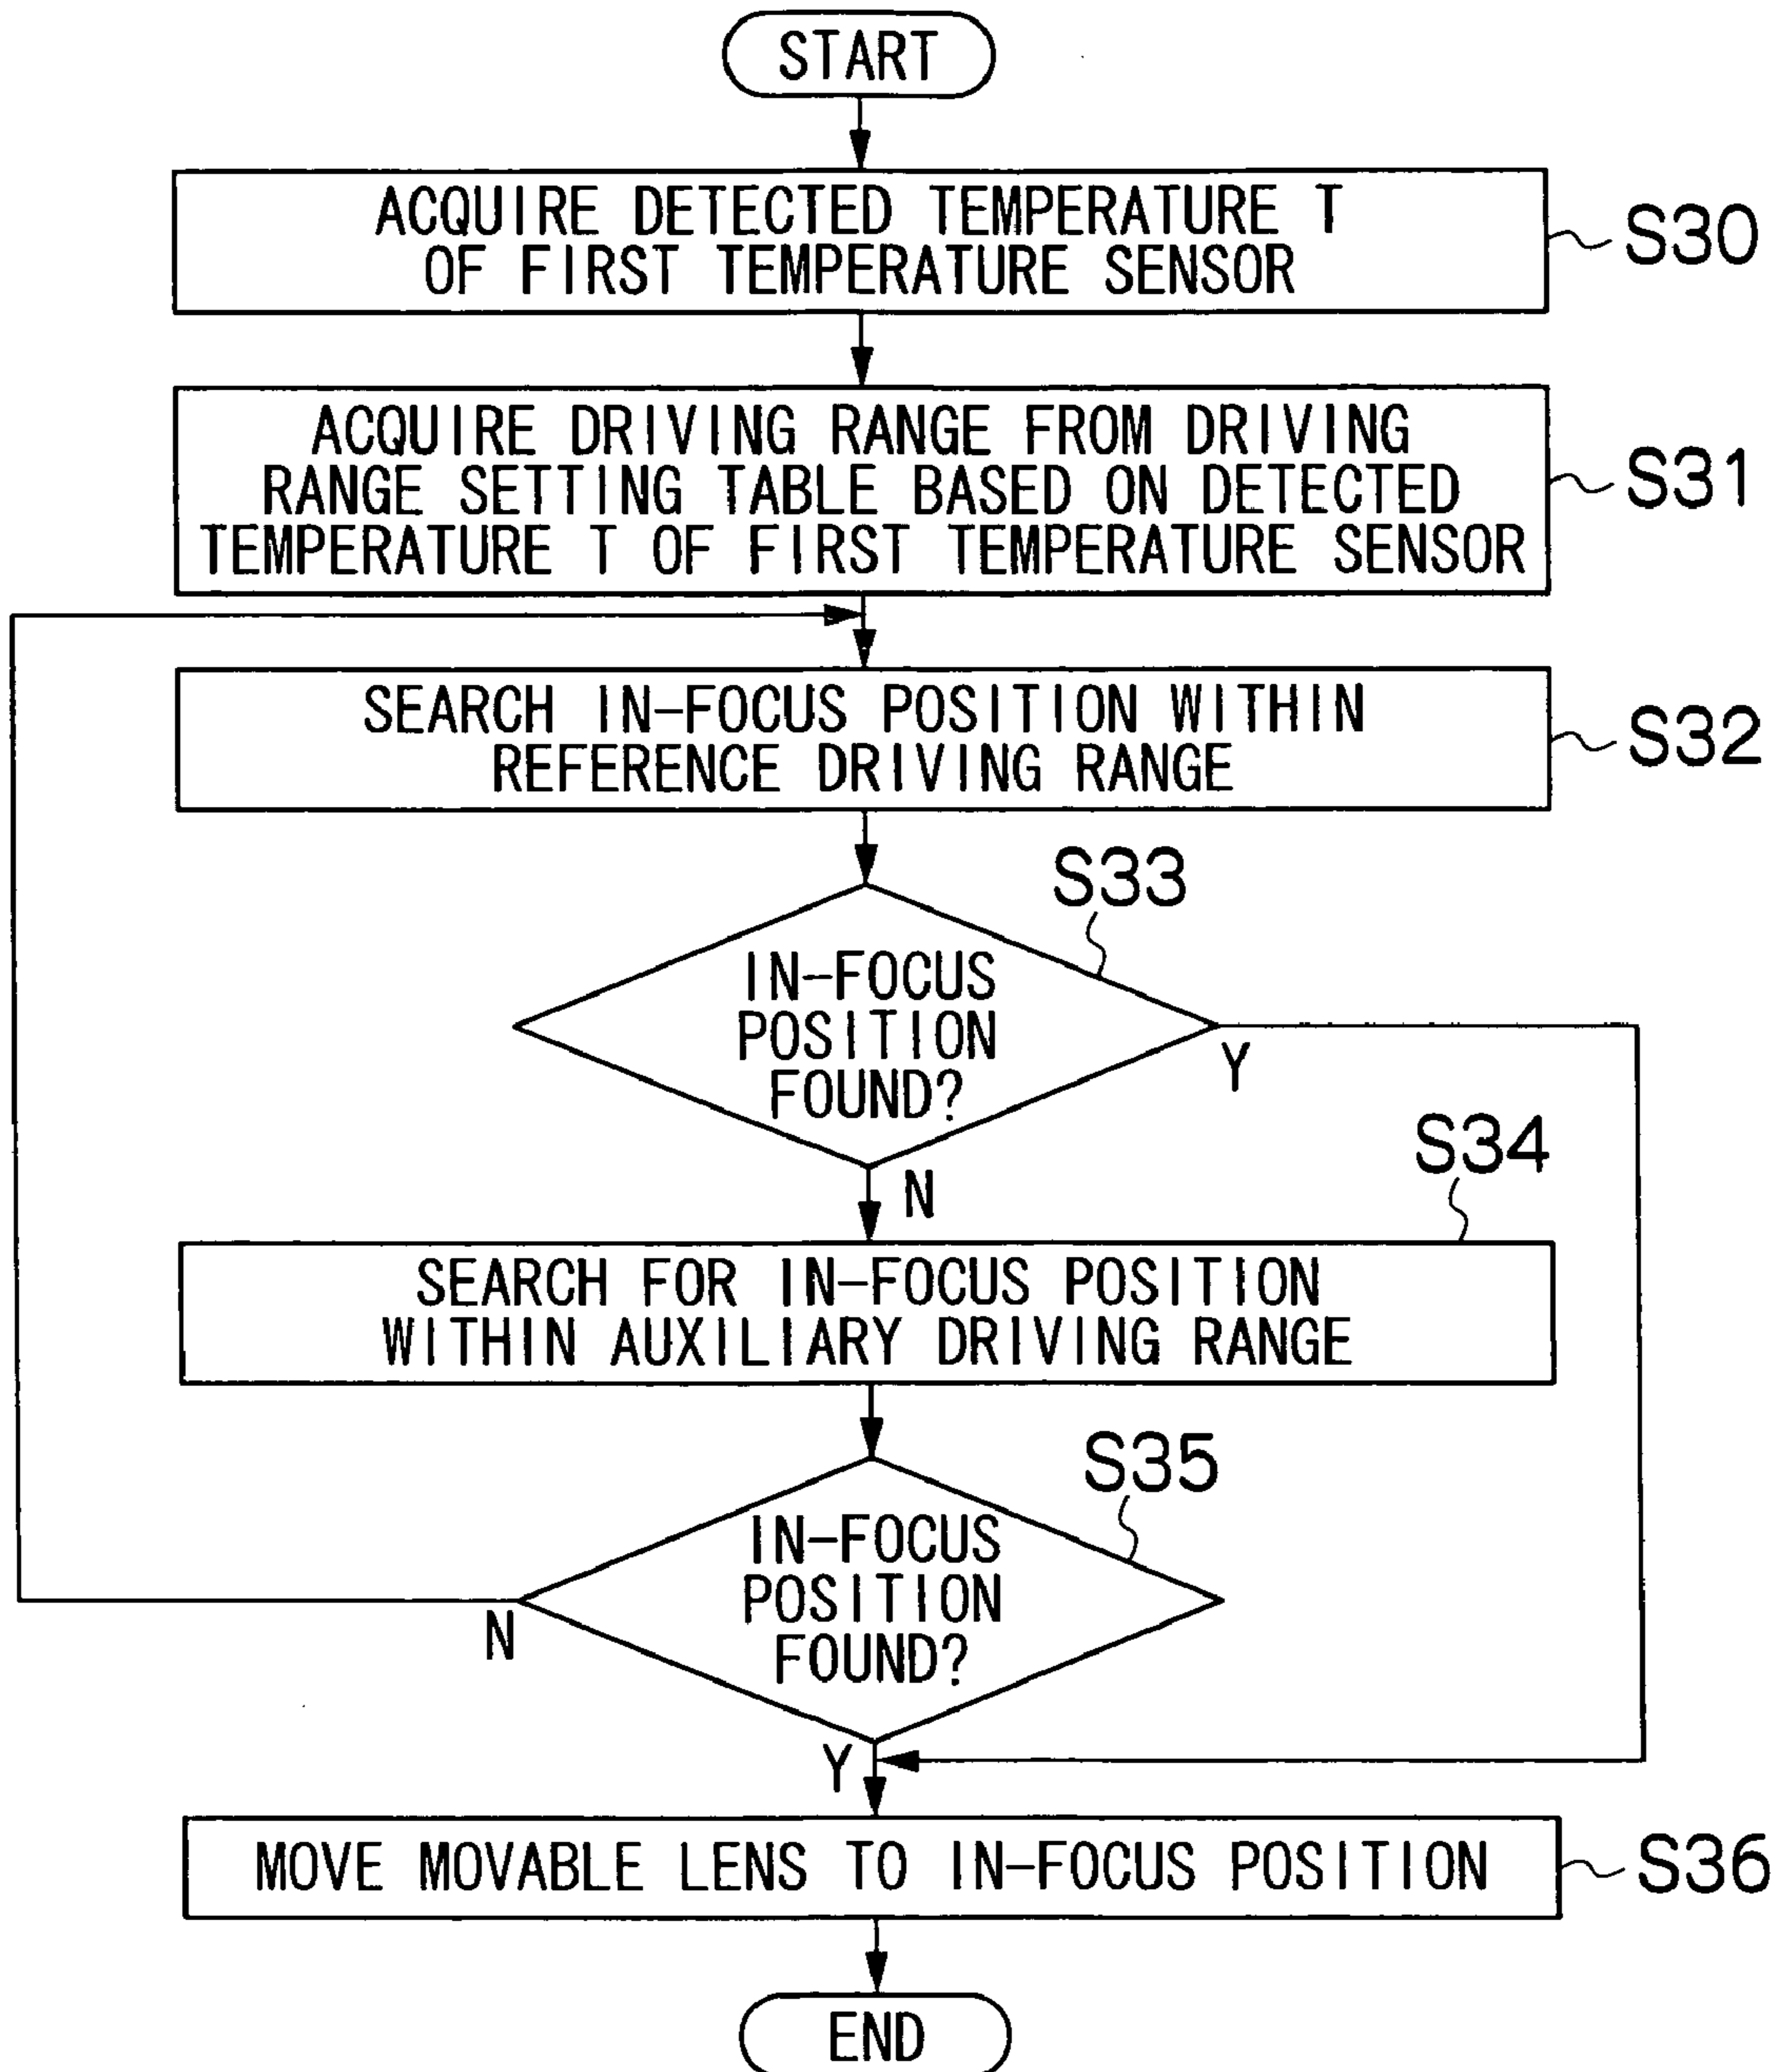 START
ACQUIRE DETECTED TEMPERATURE T
OF FIRST TEMPERATURE SENSOR
S30
ACQUIRE DRIVING RANGE FROM DRIVING
RANGE SETTING TABLE BASED ON DETECTED
TEMPERATURE T OF FIRST TEMPERATURE SENSOR
S31
SEARCH IN-FOCUS POSITION WITHIN
REFERENCE DRIVING RANGE
S32
S33
IN-FOCUS
POSITION
FOUND?
Y
N
S34
SEARCH FOR IN-FOCUS POSITION
WITHIN AUXILIARY DRIVING RANGE
S35
IN-FOCUS
POSITION
FOUND?
N
Y
MOVE MOVABLE LENS TO IN-FOCUS POSITION
S36
END